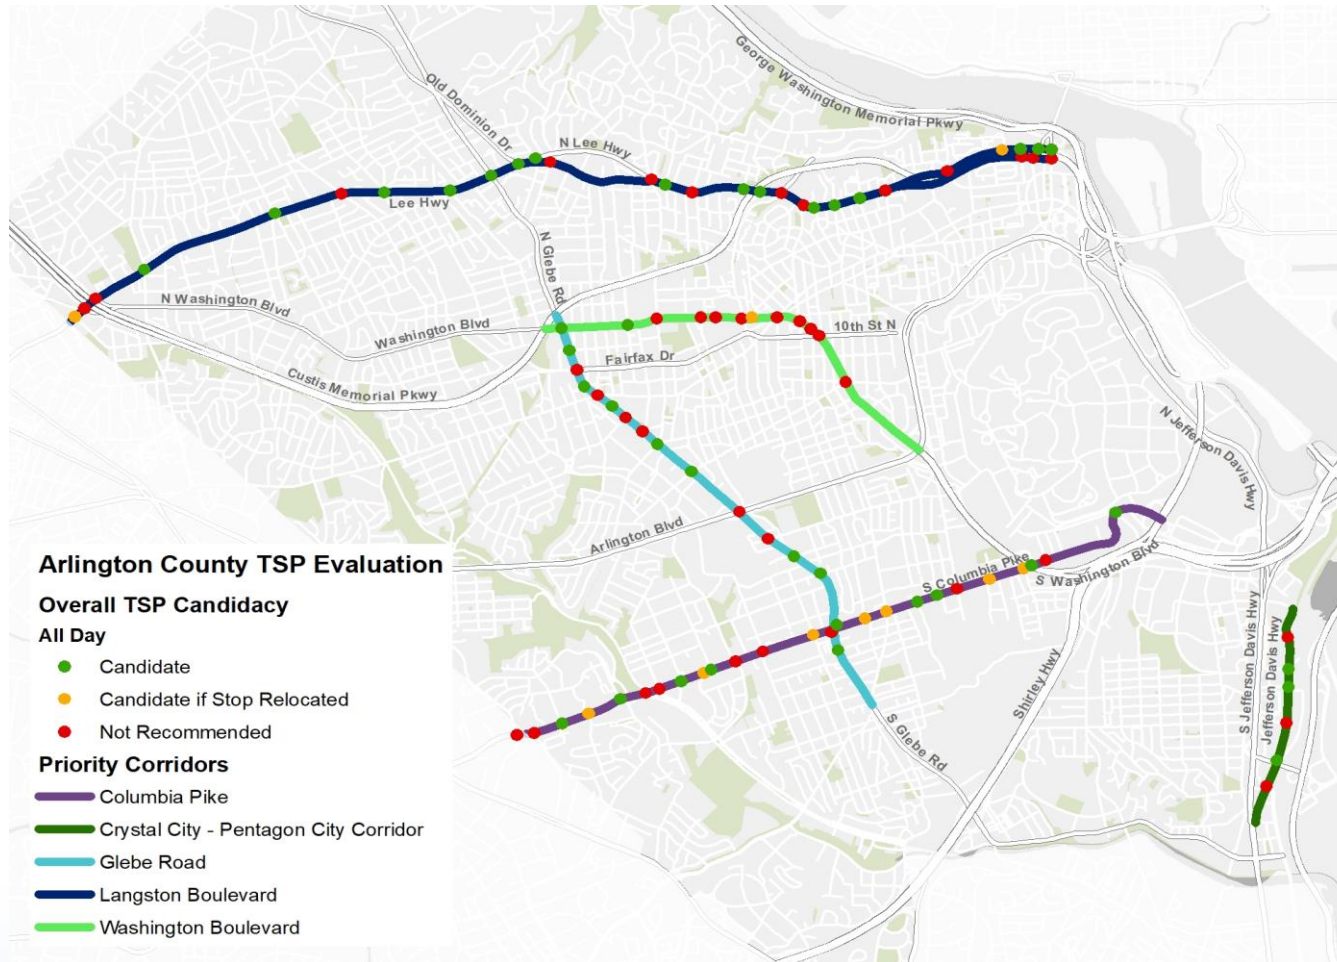 George Washington Memorial Pkwy
Old Dominion Dr
N Lee Hwy
Lee Hwy
N Glebe Rd
N Washington Blvd
Washington Blvd
10th St N
Fairfax Dr
Custis Memorial Pkwy
N Jefferson Davis Hwy
Arlington Blvd
S Columbia Pike
S Washington Blvd
S Jefferson Davis Hwy
Jefferson Davis Hwy
Shirley Hwy
S Glebe Rd
Arlington County TSP Evaluation
Overall TSP Candidacy
All Day
Candidate
Candidate if Stop Relocated
Not Recommended
Priority Corridors
Columbia Pike
Crystal City - Pentagon City Corridor
Glebe Road
Langston Boulevard
Washington Boulevard